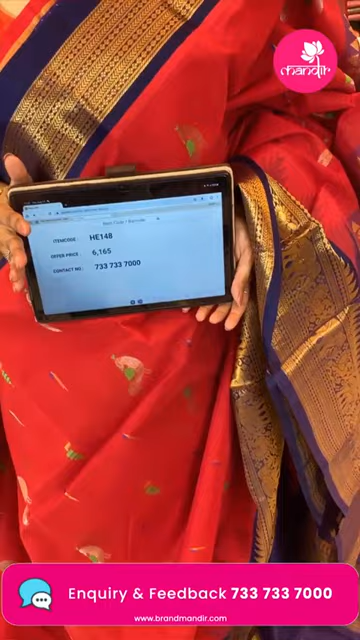 mandir
ITEMCODE : HE148
OFFER PRICE : 6,165
CONTACT NO : 733 733 7000
Enquiry & Feedback 733 733 7000
www.brandmandir.com